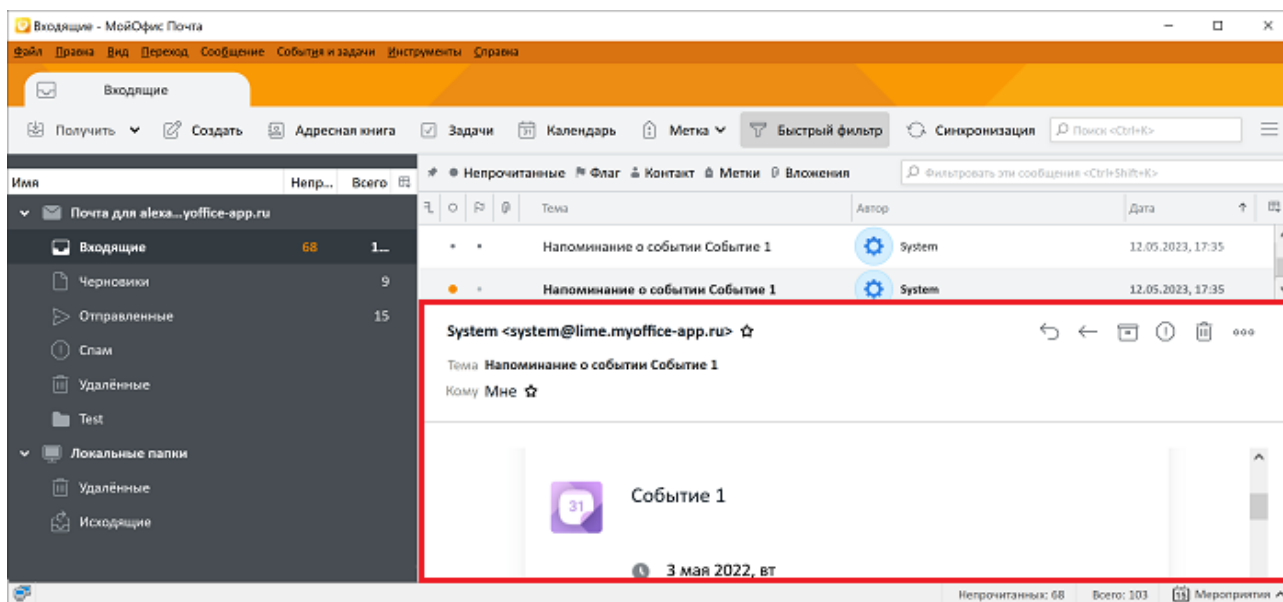 Входящие - МойОфис Почта
Файл Правка Вид Переход Сообщение События и задачи Инструменты Справка
Входящие
Получить Создать Адресная книга Задачи Календарь Метка Быстрый фильтр Синхронизация Поиск <Ctrl+K>
Имя Непр... Всего
Непрочитанные Флаг Контакт Метки Вложения Фильтровать эти сообщения <Ctrl+Shift+K>
Почта для alexa...yoffice-app.ru
Тема Автор Дата
Входящие 68 1...
Напоминание о событии Событие 1 System 12.05.2023, 17:35
Черновики 9
Напоминание о событии Событие 1 System 12.05.2023, 17:35
Отправленные 15
Спам
Удалённые
Test
Локальные папки
Удалённые
Исходящие
System <system@lime.myoffice-app.ru>
Тема Напоминание о событии Событие 1
Кому Мне
31 Событие 1
3 мая 2022, вт
Непрочитанных: 68 Всего: 103 15 Мероприятия